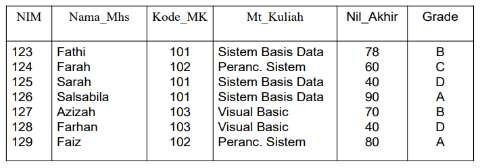 NIM Nama_Mhs Kode_MK Mt_Kuliah Nil_Akhir Grade
123 Fathi 101 Sistem Basis Data 78 B
124 Farah 102 Peranc. Sistem 60 C
125 Sarah 101 Sistem Basis Data 40 D
126 Salsabila 101 Sistem Basis Data 90 A
127 Azizah 103 Visual Basic 70 B
128 Farhan 103 Visual Basic 40 D
129 Faiz 102 Peranc. Sistem 80 A